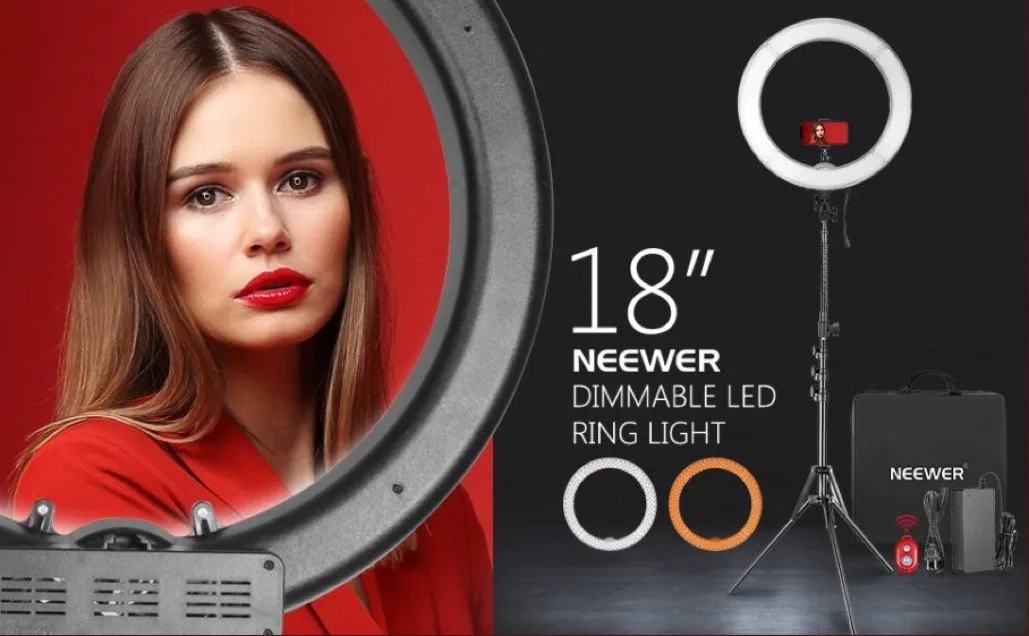 18"
NEEWER
DIMMABLE LED
RING LIGHT
NEEWER®